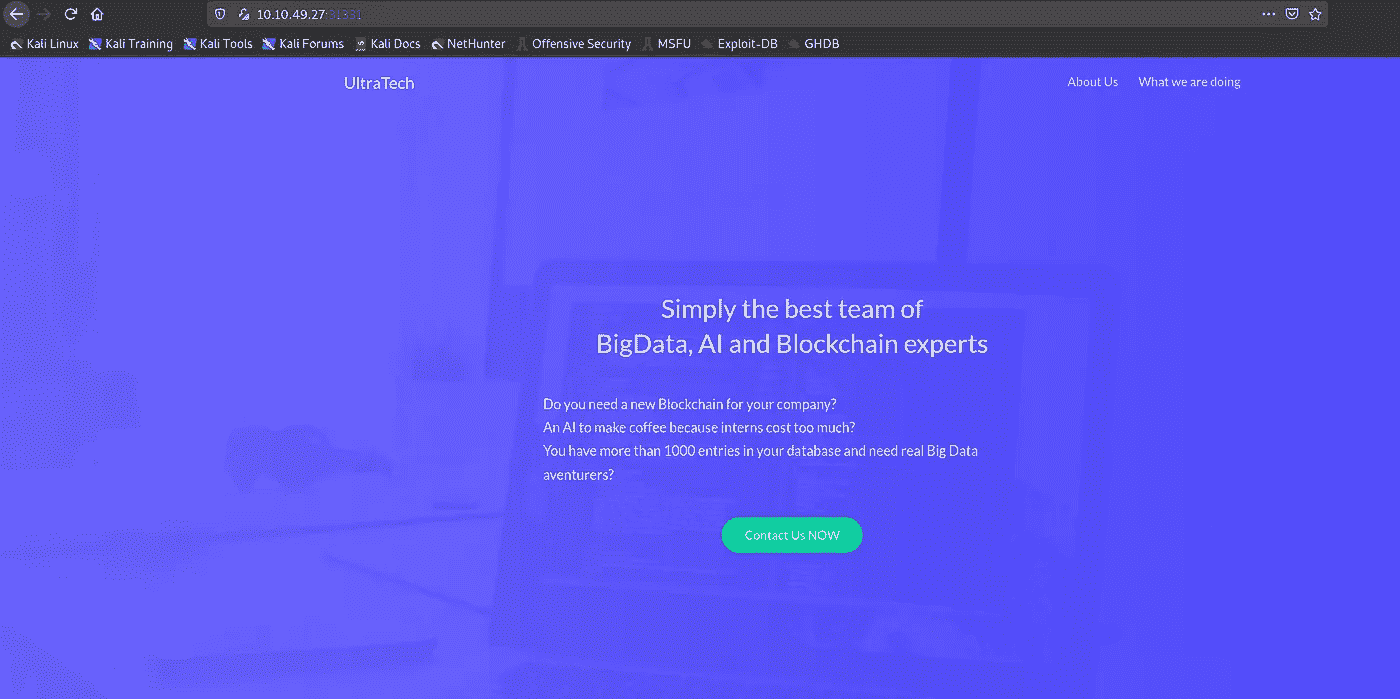 10.10.49.27:31331
Kali Linux Kali Training Kali Tools Kali Forums Kali Docs NetHunter Offensive Security MSFU Exploit-DB GHDB
UltraTech About Us What we are doing
Simply the best team of
BigData, AI and Blockchain experts
Do you need a new Blockchain for your company?
An AI to make coffee because interns cost too much?
You have more than 1000 entries in your database and need real Big Data
aventurers?
Contact Us NOW